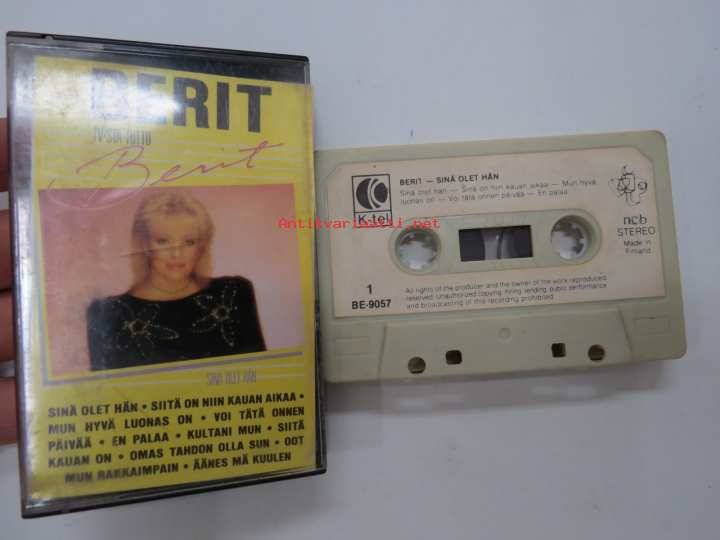 BERIT
TV-STA TUTTU
Berit
SINÄ OLET HÄN
SINÄ OLET HÄN • SIITÄ ON NIIN KAUAN AIKAA •
MUN HYVÄ LUONAS ON • VOI TÄTÄ ONNEN
PÄIVÄÄ • EN PALAA • KULTANI MUN • SIITÄ
KAUAN ON • OMAS TAHDON OLLA SUN • OOT
MUN RAKKAIMPAIN • ÄÄNES MÄ KUULEN
Antikvariaatti.net
K-tel
BERIT — SINÄ OLET HÄN
Sinä olet hän — Siitä on niin kauan aikaa — Mun hyvä
luonas on — Voi tätä onnen päivää — En palaa
ncb
STEREO
Made in
Finland
1
BE-9057
All rights of the producer and the owner of the work reproduced
reserved. Unauthorized copying, hiring, lending, public performance
and broadcasting of this recording prohibited.